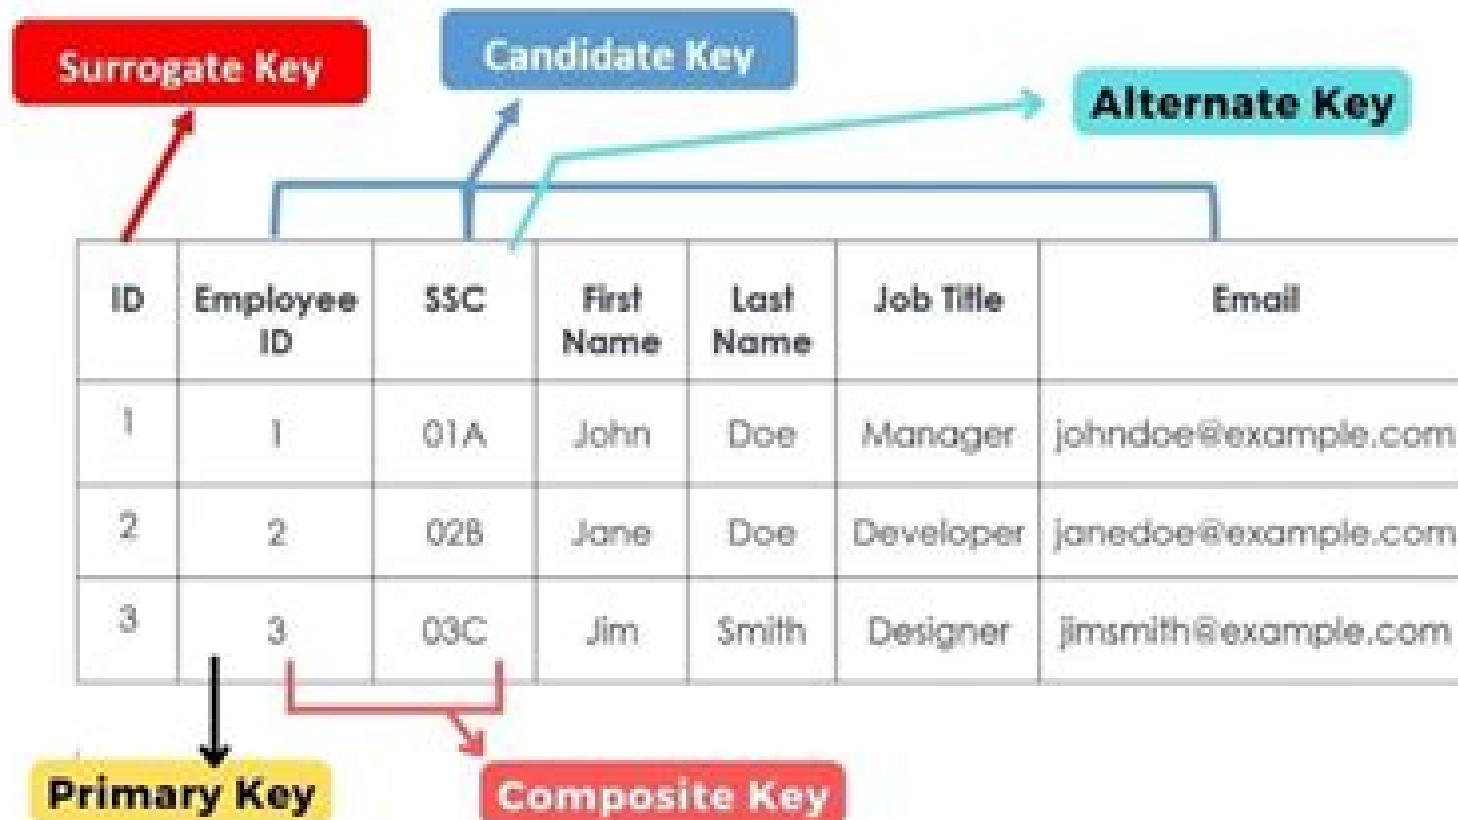 Surrogate Key
Candidate Key
Alternate Key
ID Employee ID SSC First Name Last Name Job Title Email
1 1 01A John Doe Manager johndoe@example.com
2 2 02B Jane Doe Developer janedoe@example.com
3 3 03C Jim Smith Designer jimsmith@example.com
Primary Key
Composite Key